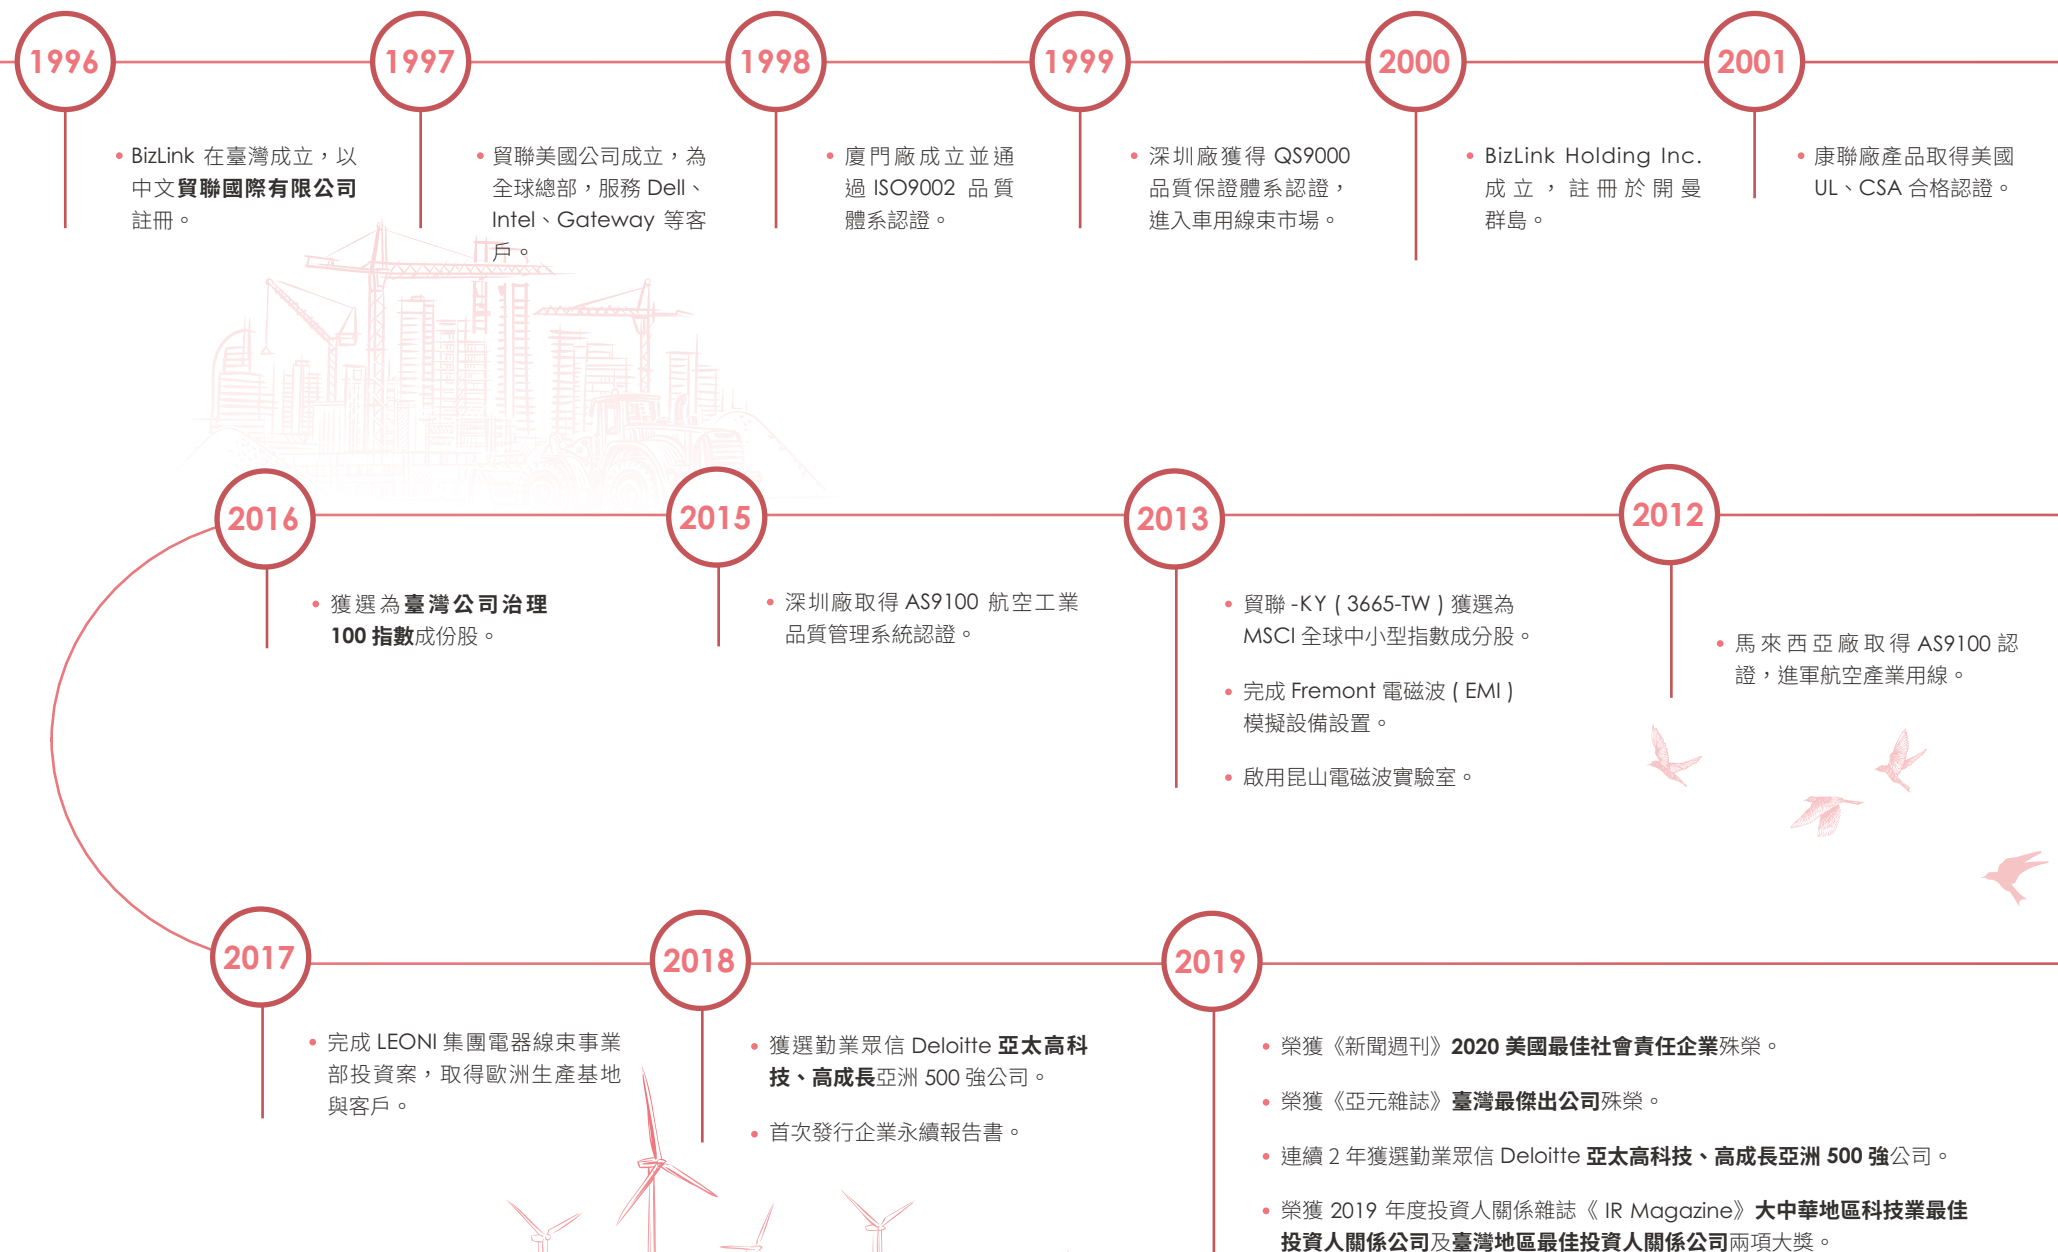 1996
• BizLink 在臺灣成立，以
中文貿聯國際有限公司
註冊。
1997
• 貿聯美國公司成立，為
全球總部，服務 Dell、
Intel、Gateway 等客
戶。
1998
• 廈門廠成立並通
過 ISO9002 品質
體系認證。
1999
• 深圳廠獲得 QS9000
品質保證體系認證，
進入車用線束市場。
2000
• BizLink Holding Inc.
成立，註冊於開曼
群島。
2001
• 康聯廠產品取得美國
UL、CSA 合格認證。
2016
• 獲選為臺灣公司治理
100 指數成份股。
2015
• 深圳廠取得 AS9100 航空工業
品質管理系統認證。
2013
• 貿聯 -KY ( 3665-TW ) 獲選為
MSCI 全球中小型指數成分股。
• 完成 Fremont 電磁波 ( EMI )
模擬設備設置。
• 啟用昆山電磁波實驗室。
2012
• 馬來西亞廠取得 AS9100 認
證，進軍航空產業用線。
2017
• 完成 LEONI 集團電器線束事業
部投資案，取得歐洲生產基地
與客戶。
2018
• 獲選勤業眾信 Deloitte 亞太高科
技、高成長亞洲 500 強公司。
• 首次發行企業永續報告書。
2019
• 榮獲《新聞週刊》2020 美國最佳社會責任企業殊榮。
• 榮獲《亞元雜誌》臺灣最傑出公司殊榮。
• 連續 2 年獲選勤業眾信 Deloitte 亞太高科技、高成長亞洲 500 強公司。
• 榮獲 2019 年度投資人關係雜誌《 IR Magazine》大中華地區科技業最佳
投資人關係公司及臺灣地區最佳投資人關係公司兩項大獎。